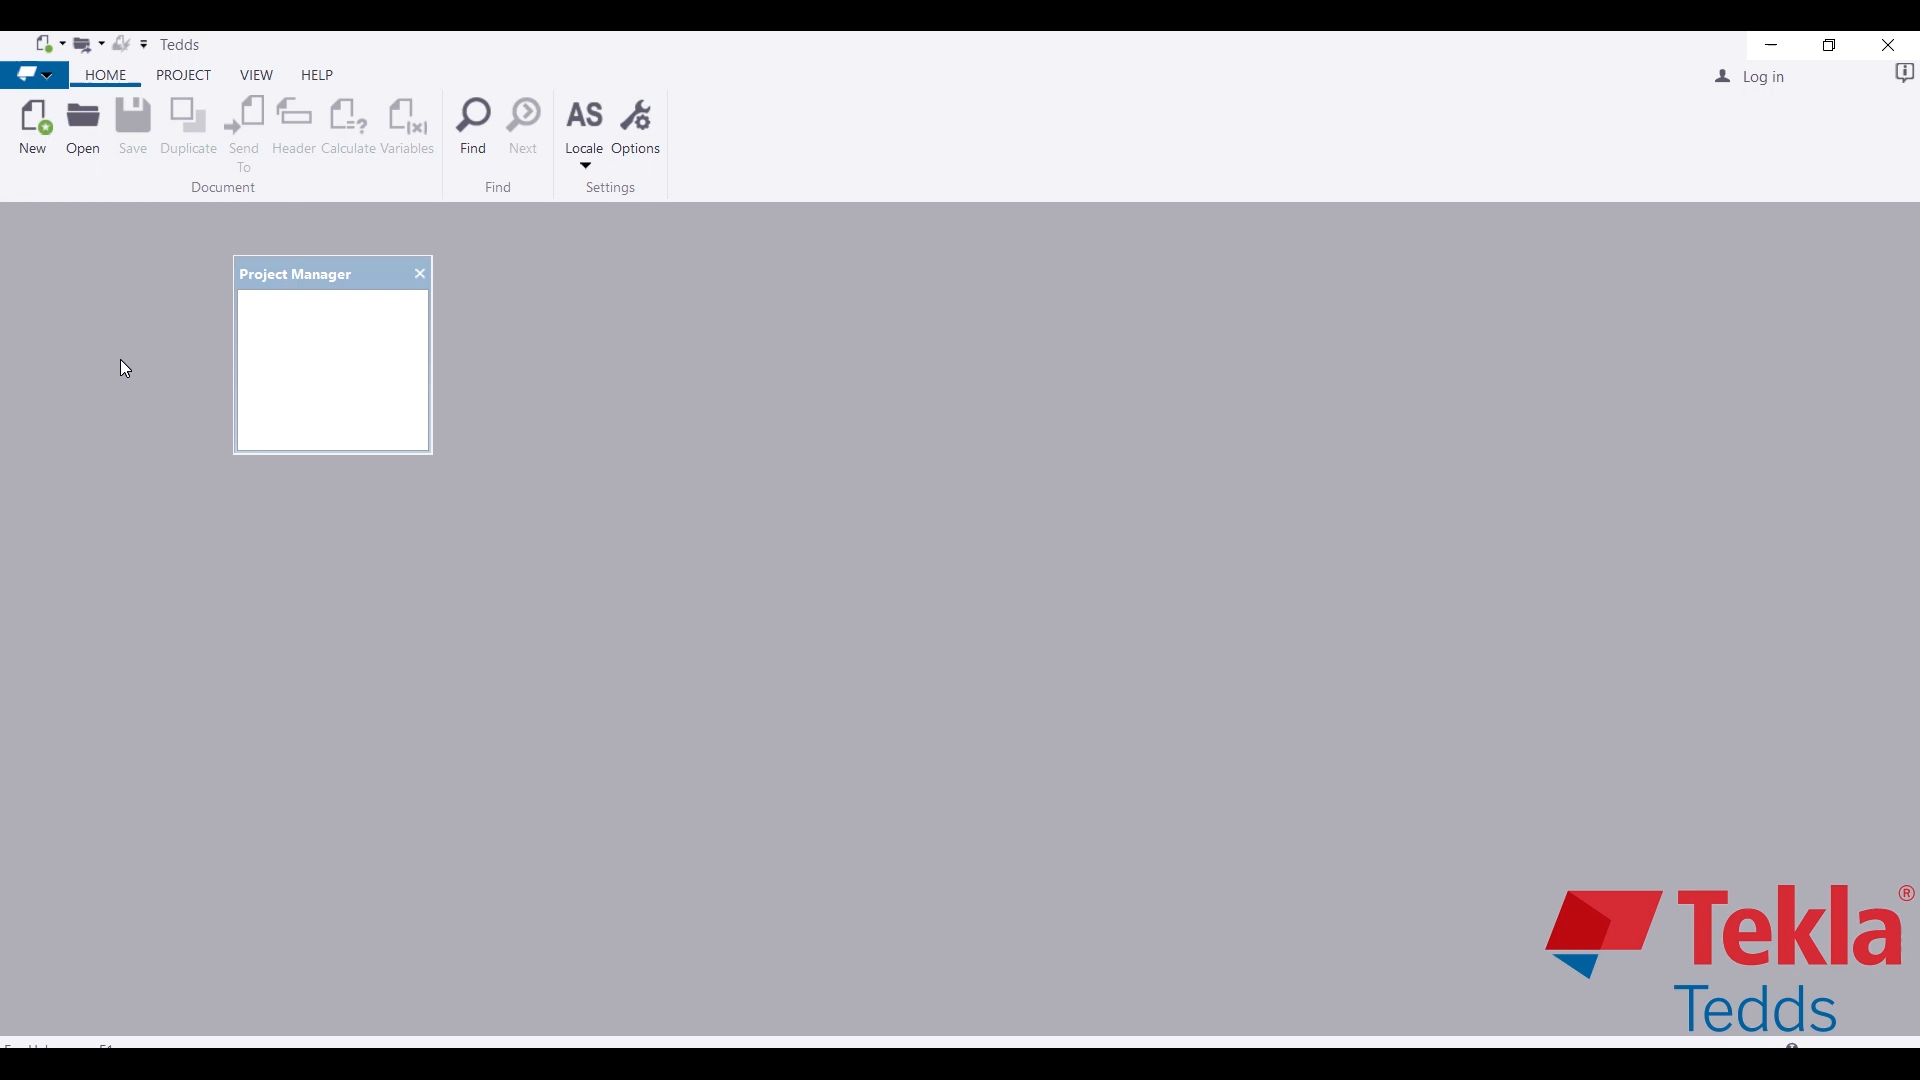 Tedds
HOME PROJECT VIEW HELP
Log in
New Open Save Duplicate Send To Header Calculate Variables
Document
Find Next
Find
AS
Locale Options
Settings
Project Manager
Tekla®
Tedds